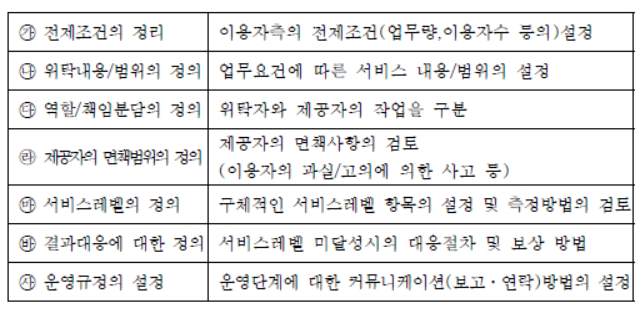 ㉮ 전제조건의 정리 이용자측의 전제조건(업무량,이용자수 등의)설정
㉯ 위탁내용/범위의 정의 업무요건에 따른 서비스 내용/범위의 설정
㉰ 역할/책임분담의 정의 위탁자와 제공자의 작업을 구분
㉱ 제공자의 면책범위의 정의 제공자의 면책사항의 검토
(이용자의 과실/고의에 의한 사고 등)
㉲ 서비스레벨의 정의 구체적인 서비스레벨 항목의 설정 및 측정방법의 검토
㉳ 결과대응에 대한 정의 서비스레벨 미달성시의 대응절차 및 보상 방법
㉴ 운영규정의 설정 운영단계에 대한 커뮤니케이션(보고·연락)방법의 설정